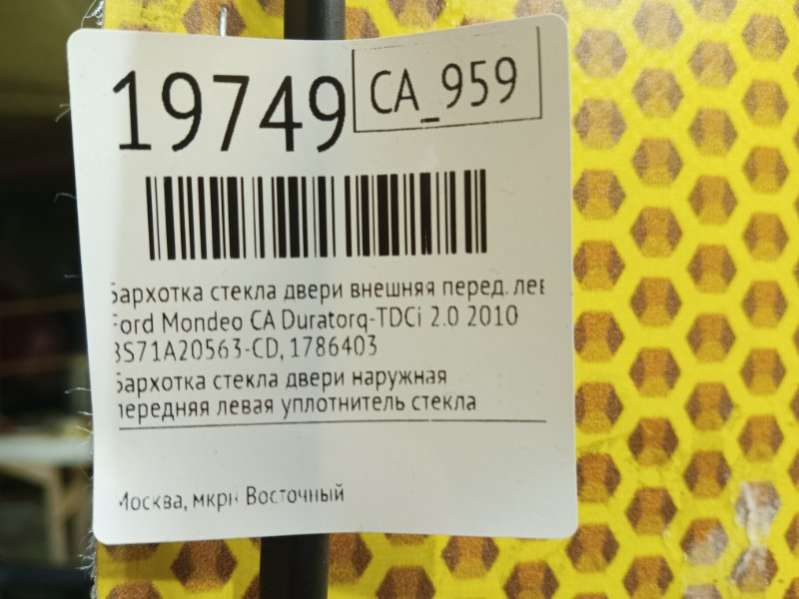 19749
CA_959
Бархотка стекла двери внешняя перед. лев
Ford Mondeo CA Duratorq-TDCi 2.0 2010
BS71A20563-CD, 1786403
Бархотка стекла двери наружная
передняя левая уплотнитель стекла
Москва, мкрн Восточный